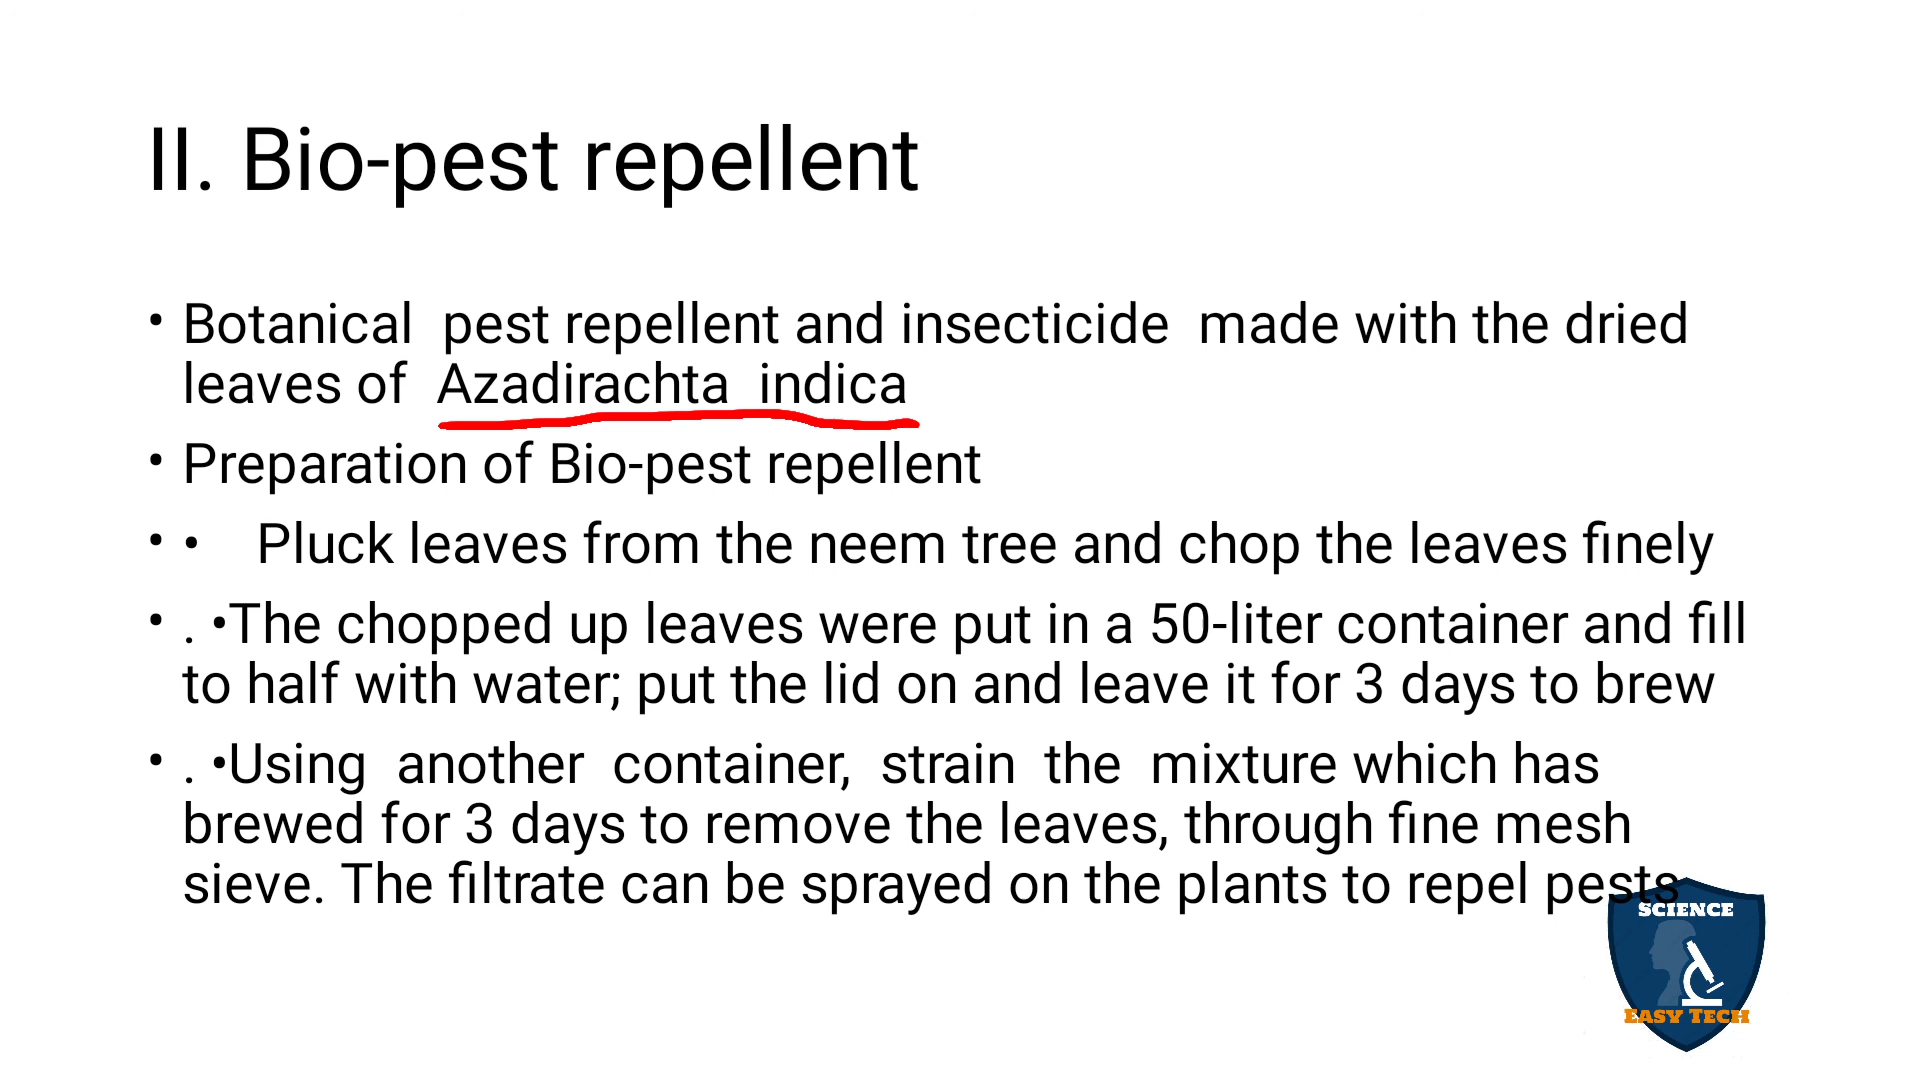 II. Bio-pest repellent
• Botanical  pest repellent and insecticide  made with the dried
leaves of  Azadirachta  indica
• Preparation of Bio-pest repellent
• •    Pluck leaves from the neem tree and chop the leaves finely
• . •The chopped up leaves were put in a 50-liter container and fill
to half with water; put the lid on and leave it for 3 days to brew
• . •Using  another  container,  strain  the  mixture which has
brewed for 3 days to remove the leaves, through fine mesh
sieve. The filtrate can be sprayed on the plants to repel pests
SCIENCE
EASY TECH